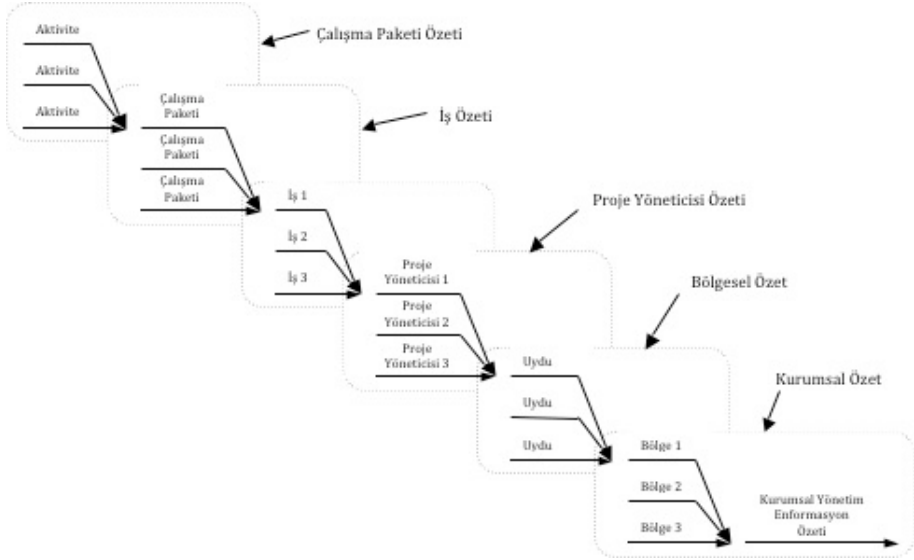 Aktivite
Aktivite
Aktivite
Çalışma Paketi Özeti
Çalışma
Paketi
Çalışma
Paketi
Çalışma
Paketi
İş Özeti
İş 1
İş 2
İş 3
Proje Yöneticisi Özeti
Proje
Yöneticisi 1
Proje
Yöneticisi 2
Proje
Yöneticisi 3
Bölgesel Özet
Uydu
Uydu
Uydu
Kurumsal Özet
Bölge 1
Bölge 2
Bölge 3
Kurumsal Yönetim
Enformasyon
Özeti